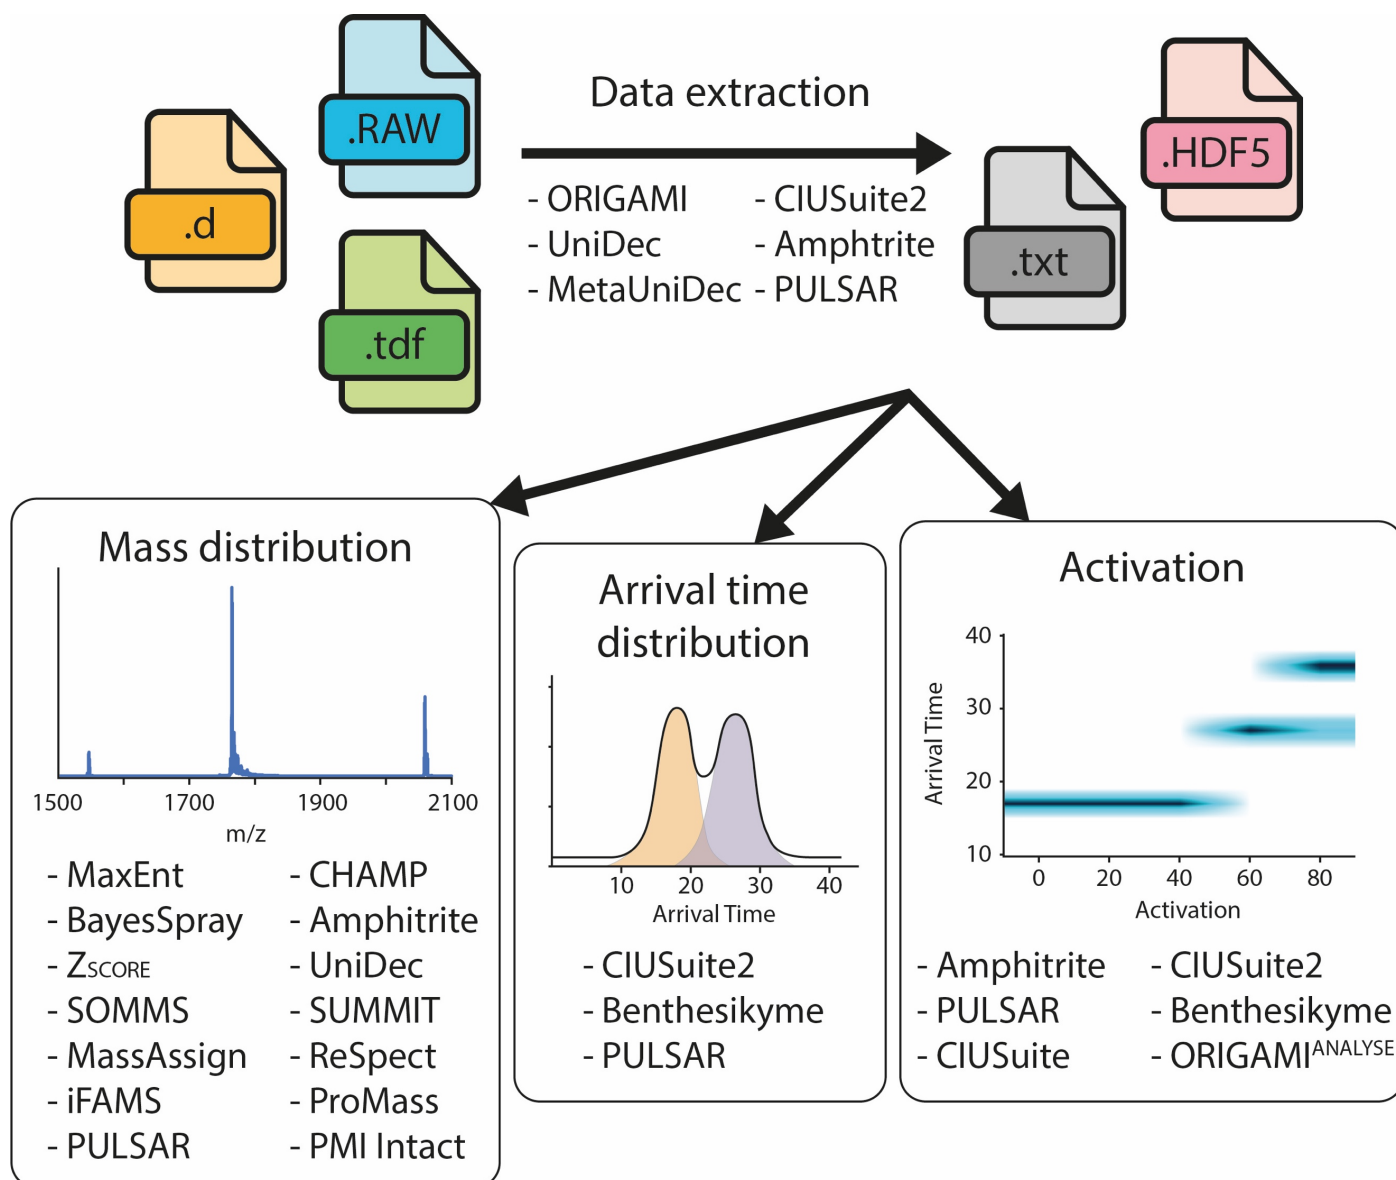 .d
.RAW
.tdf
Data extraction
- ORIGAMI
- UniDec
- MetaUniDec
- CIUSuite2
- Amphtrite
- PULSAR
.txt
.HDF5
Mass distribution
1500 1700 1900 2100
m/z
- MaxEnt
- BayesSpray
- ZSCORE
- SOMMS
- MassAssign
- iFAMS
- PULSAR
- CHAMP
- Amphitrite
- UniDec
- SUMMIT
- ReSpect
- ProMass
- PMI Intact
Arrival time
distribution
10 20 30 40
Arrival Time
- CIUSuite2
- Benthesikyme
- PULSAR
Activation
Arrival Time
40
30
20
10
0 20 40 60 80
Activation
- Amphitrite
- PULSAR
- CIUSuite
- CIUSuite2
- Benthesikyme
- ORIGAMIANALYSE